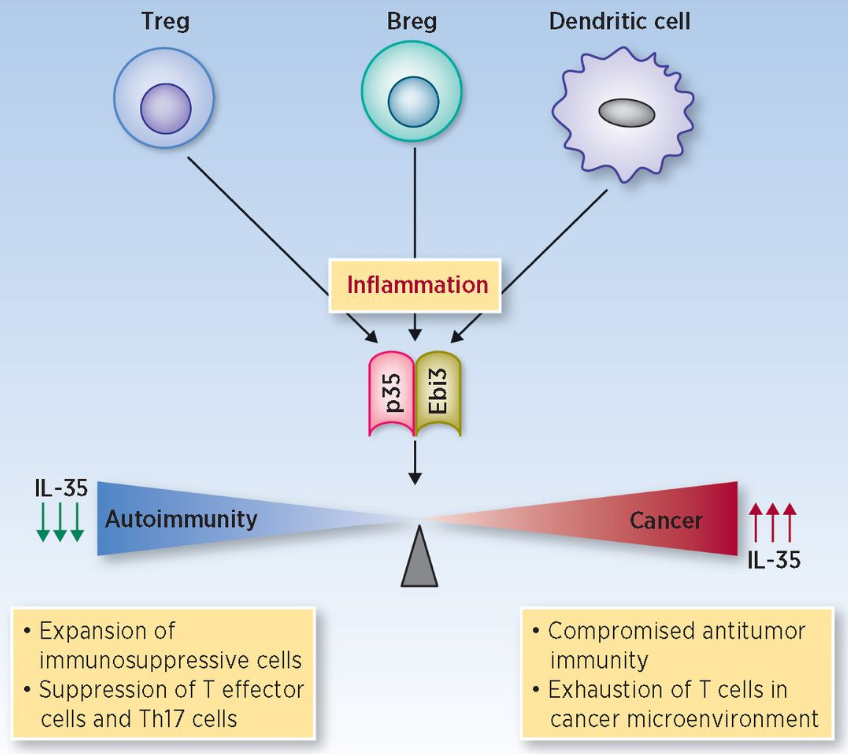 Treg
Breg
Dendritic cell
Inflammation
p35
Ebi3
IL-35
Autoimmunity
Cancer
IL-35
• Expansion of
immunosuppressive cells
• Suppression of T effector
cells and Th17 cells
• Compromised antitumor
immunity
• Exhaustion of T cells in
cancer microenvironment